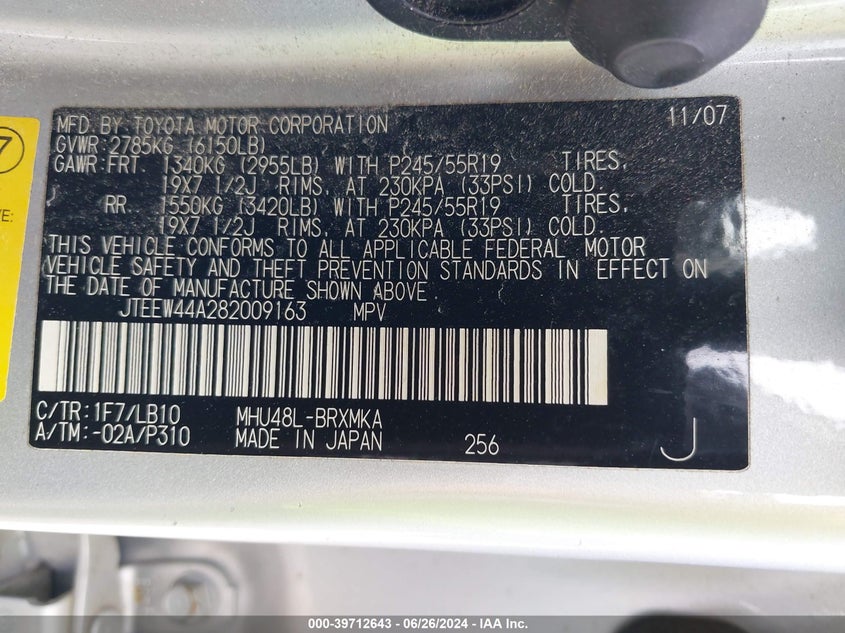 MFD.BY TOYOTA MOTOR CORPORATION 11/07
GVWR:2785KG (6150LB)
GAWR:FRT. 1340KG (2955LB) WITH P245/55R19 TIRES,
19X7 1/2J RIMS, AT 230KPA (33PSI) COLD.
RR. 1550KG (3420LB) WITH P245/55R19 TIRES,
19X7 1/2J RIMS, AT 230KPA (33PSI) COLD.
THIS VEHICLE CONFORMS TO ALL APPLICABLE FEDERAL MOTOR
VEHICLE SAFETY AND THEFT PREVENTION STANDARDS IN EFFECT ON
THE DATE OF MANUFACTURE SHOWN ABOVE.
JTEEW44A282009163 MPV
C/TR:1F7/LB10 MHU48L-BRXMKA
A/TM:-02A/P310 MADE IN JAPAN 256 J
7
E:
000-39712643 / 06/26/2024 / IAA Inc.